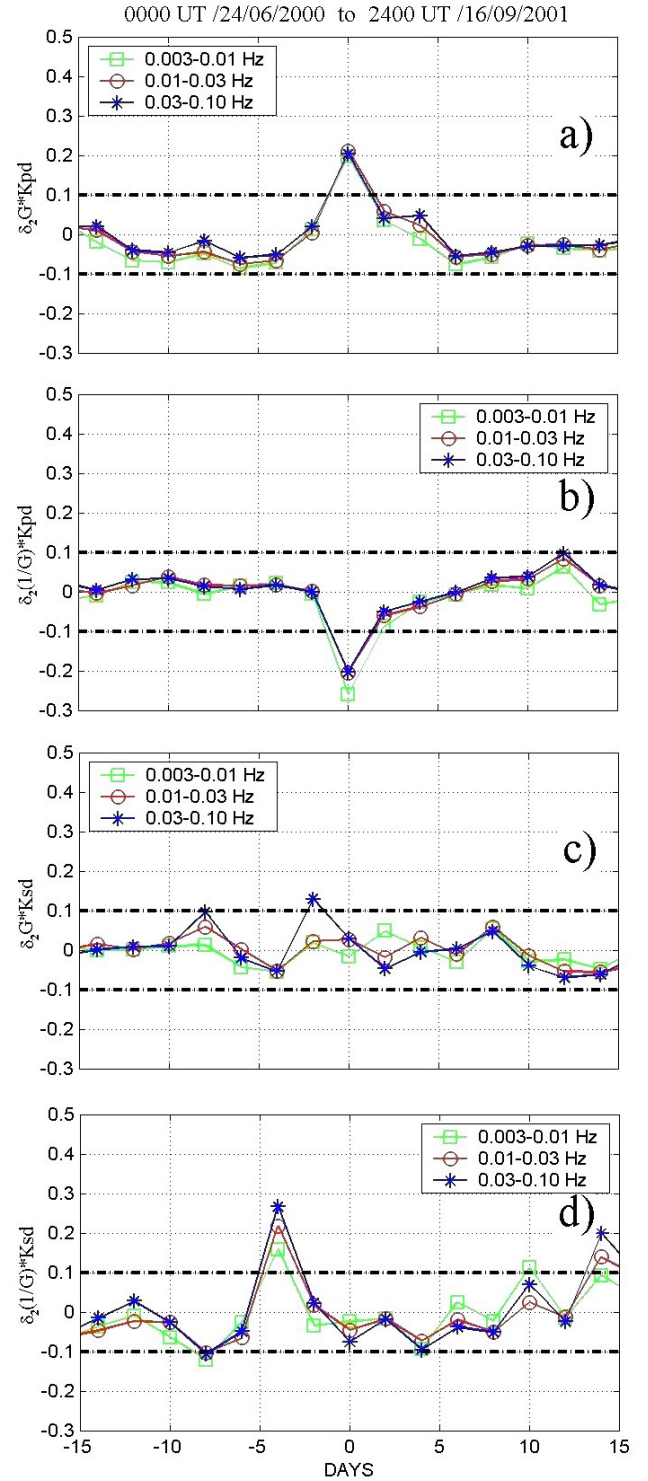 0000 UT /24/06/2000 to 2400 UT /16/09/2001
0.5
0.4
0.3
0.2
0.1
0
-0.1
-0.2
-0.3
δ₂G*Kpd
0.003-0.01 Hz
0.01-0.03 Hz
0.03-0.10 Hz
a)
0.5
0.4
0.3
0.2
0.1
0
-0.1
-0.2
-0.3
δ₂(1/G)*Kpd
0.003-0.01 Hz
0.01-0.03 Hz
0.03-0.10 Hz
b)
0.5
0.4
0.3
0.2
0.1
0
-0.1
-0.2
-0.3
δ₂G*Ksd
0.003-0.01 Hz
0.01-0.03 Hz
0.03-0.10 Hz
c)
0.5
0.4
0.3
0.2
0.1
0
-0.1
-0.2
-0.3
δ₂(1/G)*Ksd
0.003-0.01 Hz
0.01-0.03 Hz
0.03-0.10 Hz
d)
-15 -10 -5 0 5 10 15
DAYS